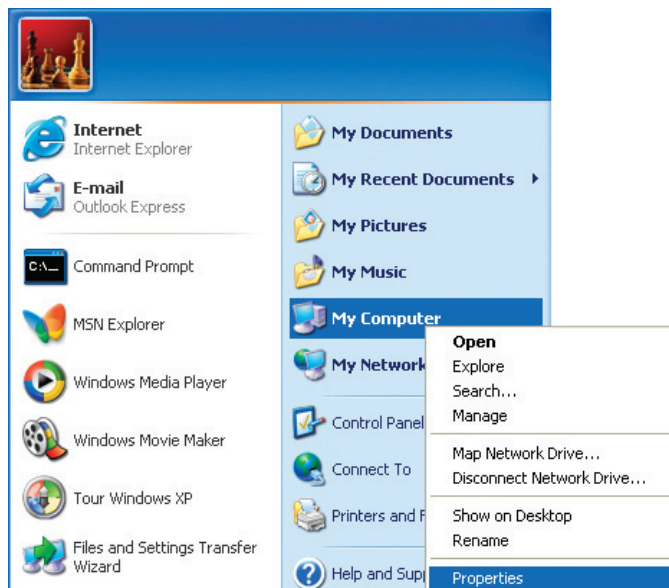 Internet
Internet Explorer
E-mail
Outlook Express
C:\_
Command Prompt
MSN Explorer
Windows Media Player
Windows Movie Maker
Tour Windows XP
Files and Settings Transfer
Wizard
My Documents
My Recent Documents
My Pictures
My Music
My Computer
My Network
Control Panel
Connect To
Printers and F
Help and Supp
Open
Explore
Search...
Manage
Map Network Drive...
Disconnect Network Drive...
Show on Desktop
Rename
Properties